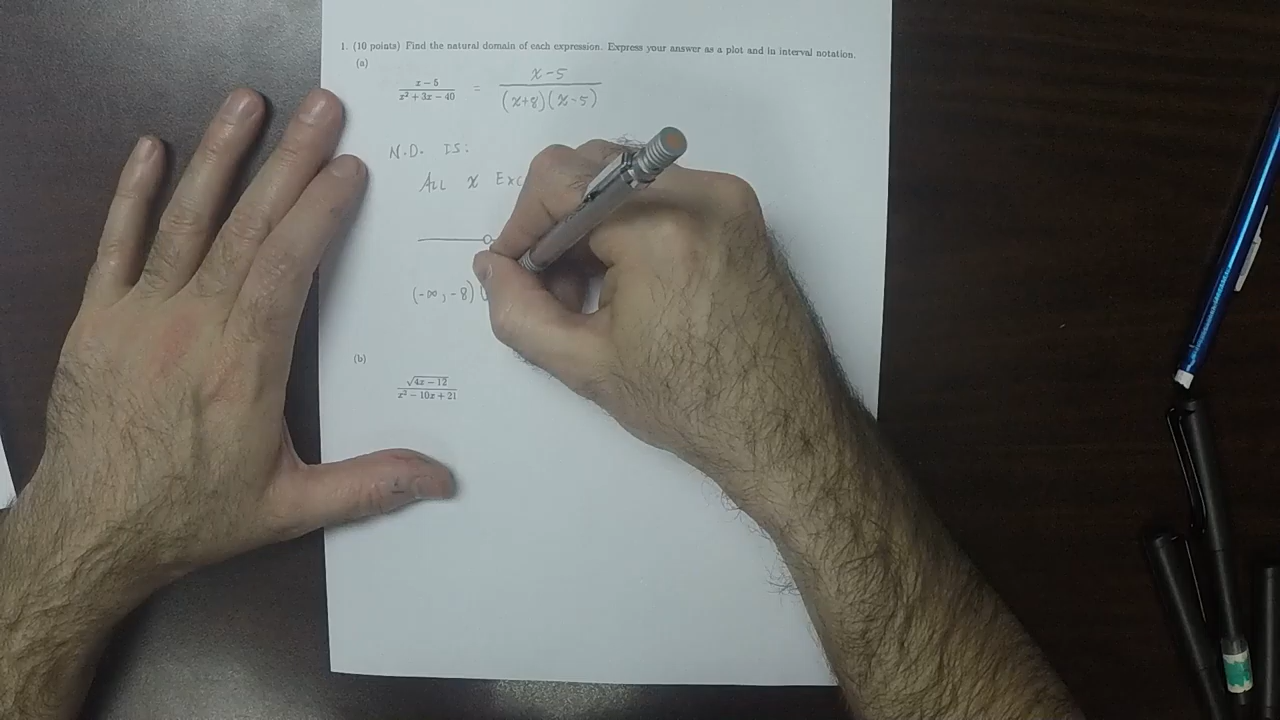 1. (10 points) Find the natural domain of each expression. Express your answer as a plot and in interval notation.
(a)
x − 5 / x² + 3x − 40 = x−5 / (x+8)(x−5)
N.D. IS:
ALL x
(-∞, -8)
(b)
√4x − 12 / x² − 10x + 21